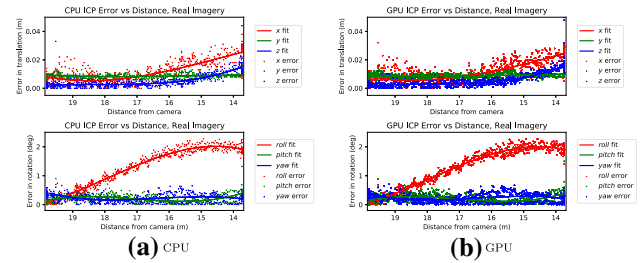 CPU ICP Error vs Distance, Real Imagery
Error in translation (m)
0.04
0.02
0.00
19 18 17 16 15 14
Distance from camera
x fit
y fit
z fit
x error
y error
z error
GPU ICP Error vs Distance, Real Imagery
Error in translation (m)
0.04
0.02
0.00
19 18 17 16 15 14
Distance from camera
x fit
y fit
z fit
x error
y error
z error
CPU ICP Error vs Distance, Real Imagery
Error in rotation (deg)
2
1
0
19 18 17 16 15 14
Distance from camera (m)
roll fit
pitch fit
yaw fit
roll error
pitch error
yaw error
GPU ICP Error vs Distance, Real Imagery
Error in rotation (deg)
2
1
0
19 18 17 16 15 14
Distance from camera (m)
roll fit
pitch fit
yaw fit
roll error
pitch error
yaw error
(a) CPU
(b) GPU